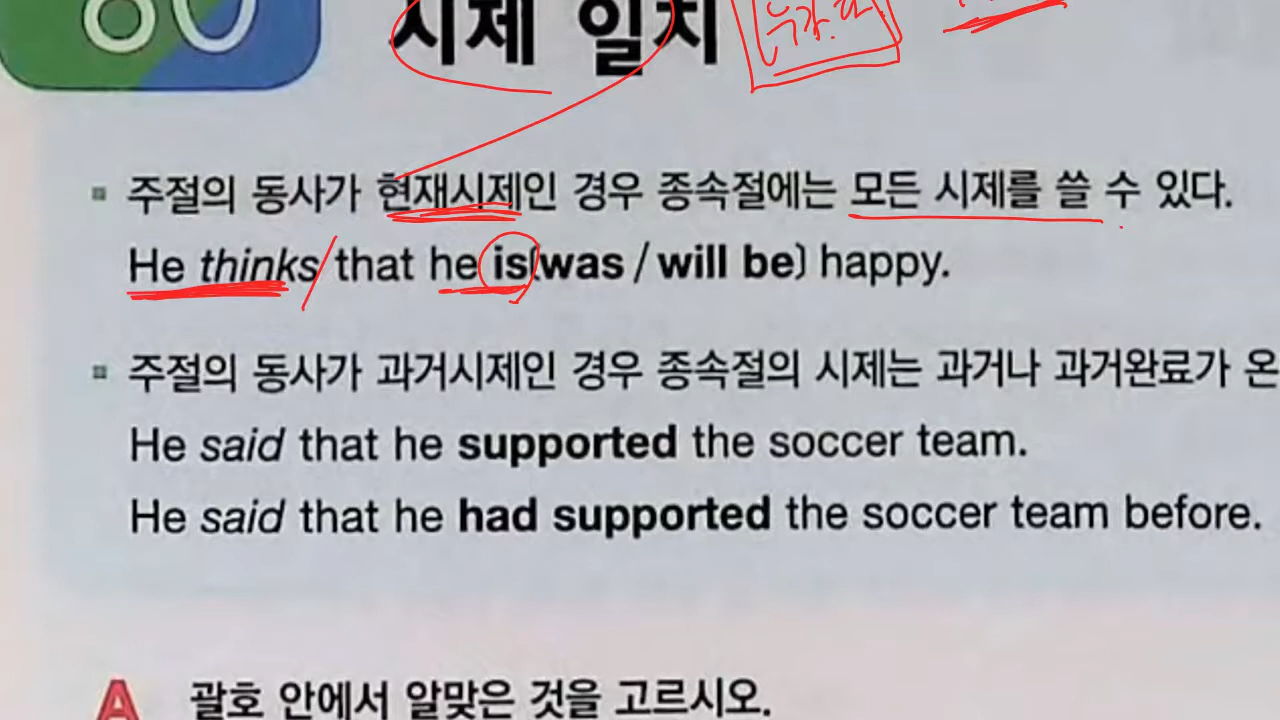 시제 일치
주절의 동사가 현재시제인 경우 종속절에는 모든 시제를 쓸 수 있다.
He thinks that he is(was / will be) happy.
주절의 동사가 과거시제인 경우 종속절의 시제는 과거나 과거완료가 온
He said that he supported the soccer team.
He said that he had supported the soccer team before.
A 괄호 안에서 알맞은 것을 고르시오.